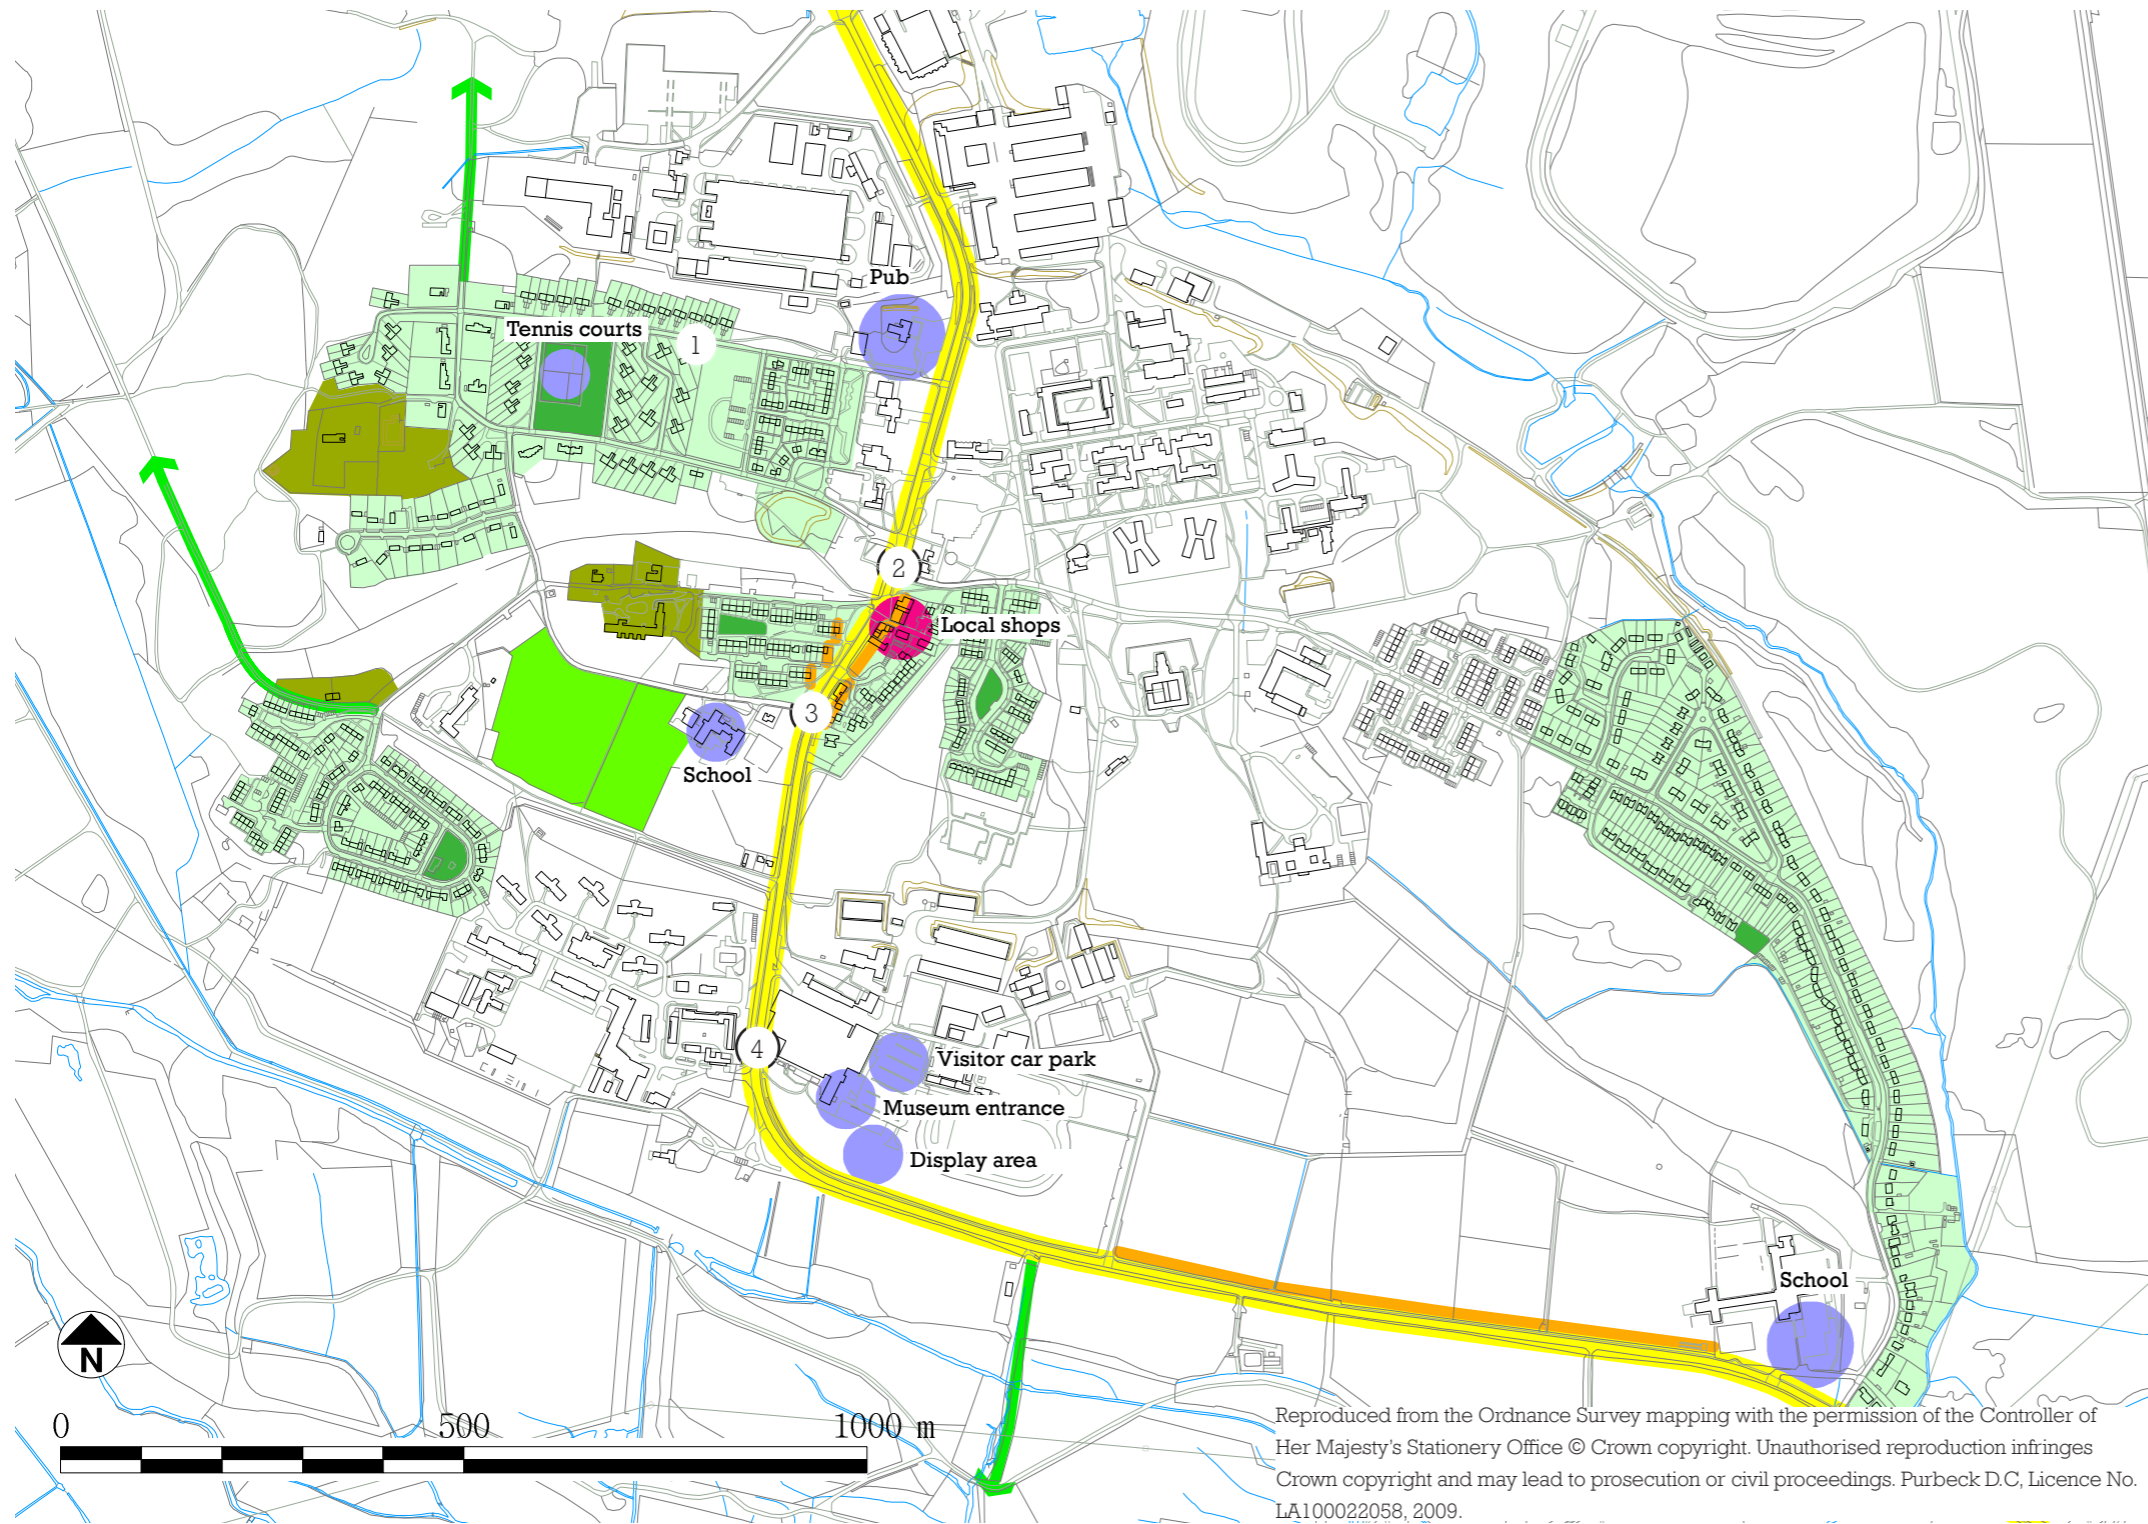 Pub
Tennis courts
1
2
Local shops
3
School
4
Visitor car park
Museum entrance
Display area
School
N
0 500 1000 m
Reproduced from the Ordnance Survey mapping with the permission of the Controller of
Her Majesty's Stationery Office © Crown copyright. Unauthorised reproduction infringes
Crown copyright and may lead to prosecution or civil proceedings. Purbeck D.C, Licence No.
LA100022058, 2009.